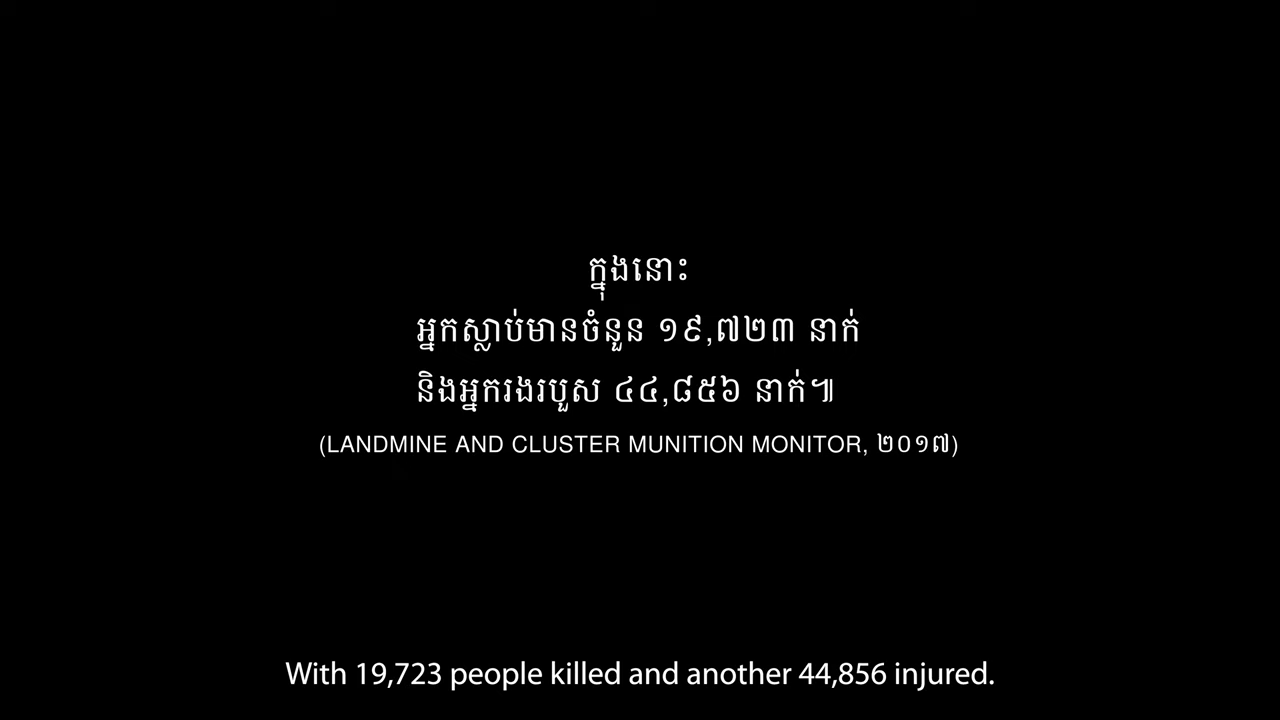 ក្នុងនោះ
អ្នកស្លាប់មានចំនួន ១៩,៧២៣ នាក់
និងអ្នករងរបួស ៤៤,៨៥៦ នាក់៕
(LANDMINE AND CLUSTER MUNITION MONITOR, ២០១៧)
With 19,723 people killed and another 44,856 injured.